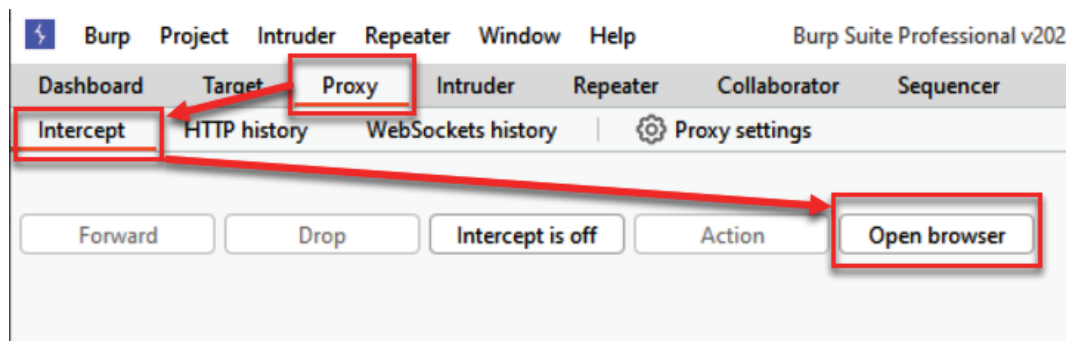 Burp Project Intruder Repeater Window Help Burp Suite Professional v202
Dashboard Target Proxy Intruder Repeater Collaborator Sequencer
Intercept HTTP history WebSockets history Proxy settings
Forward Drop Intercept is off Action Open browser